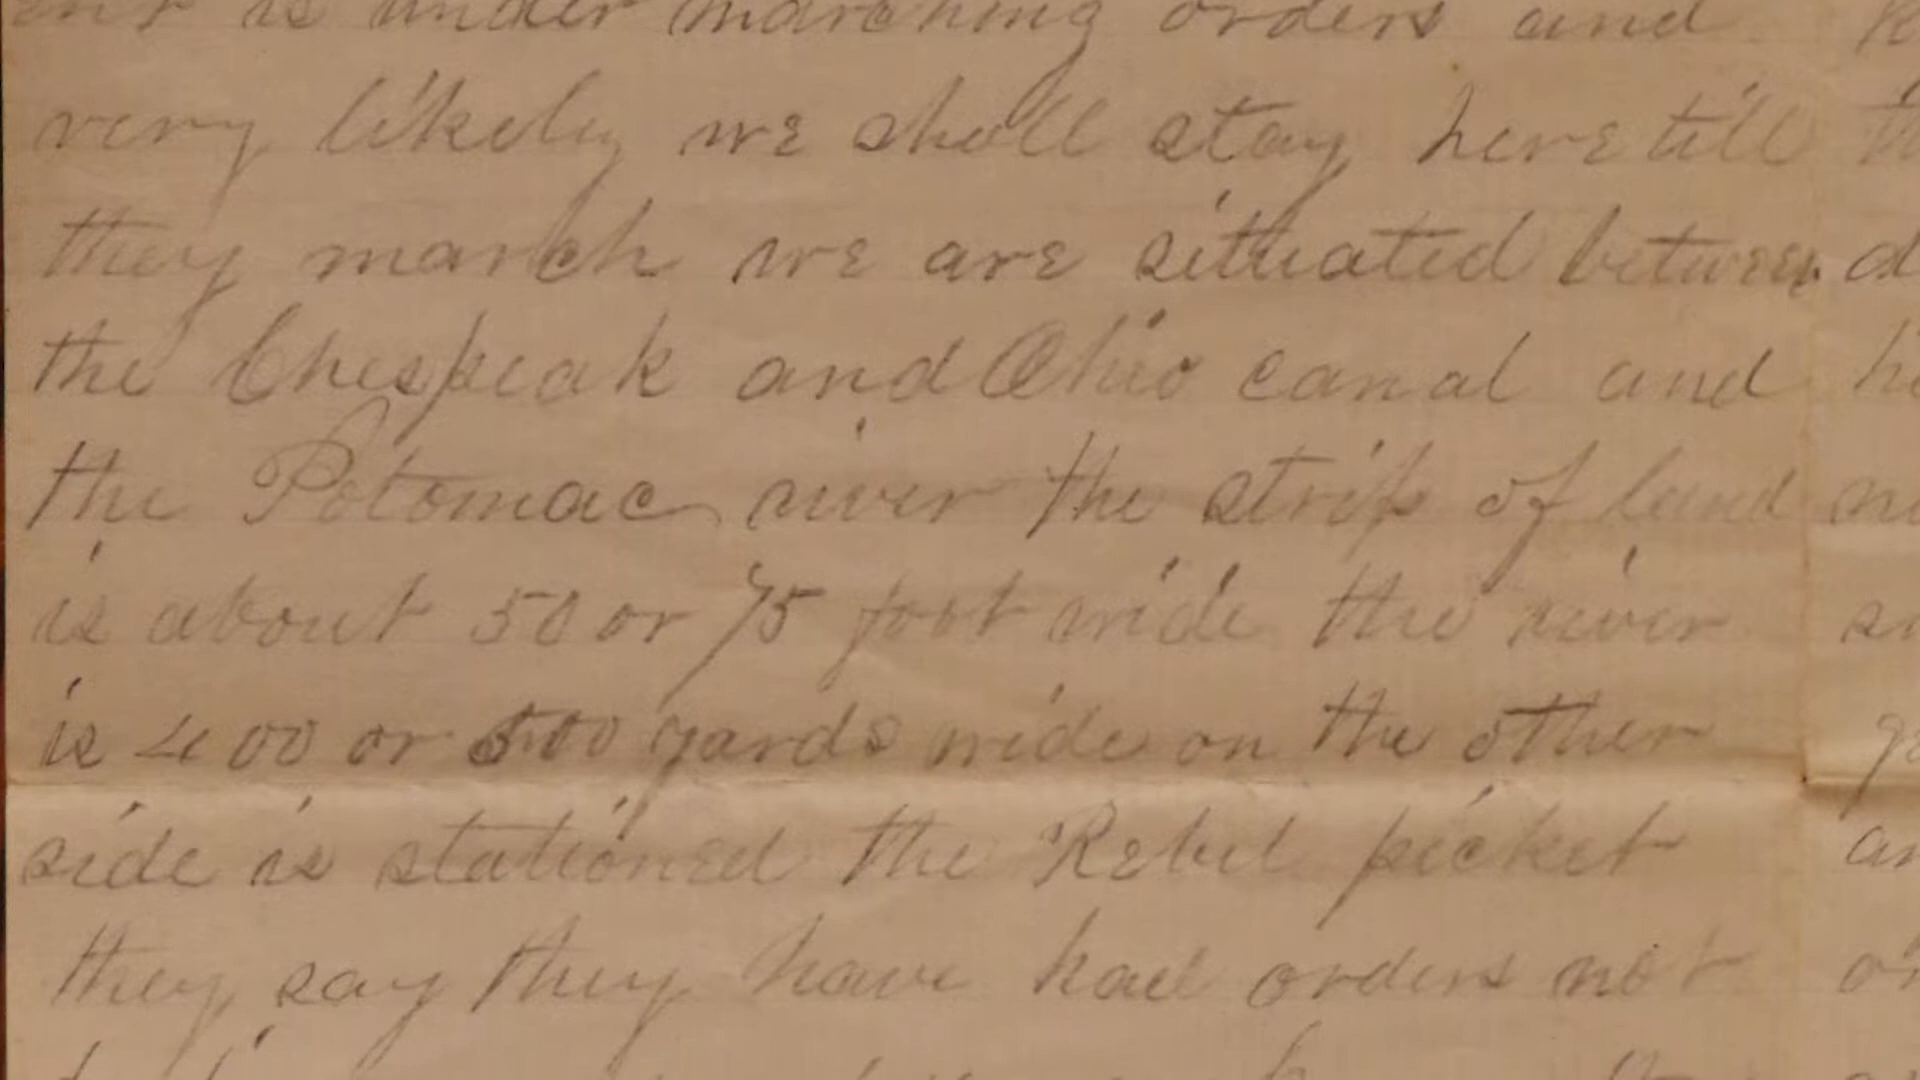 ent is under marching orders and
very likely we shall stay here till
they march we are sittuated between
the Chespeak and Ohio canal and
the Potomac river the strip of land
is about 50 or 75 foot wide the river
is 400 or 500 yards wide on the other
side is stationed the Rebel picket
they say they have had orders not